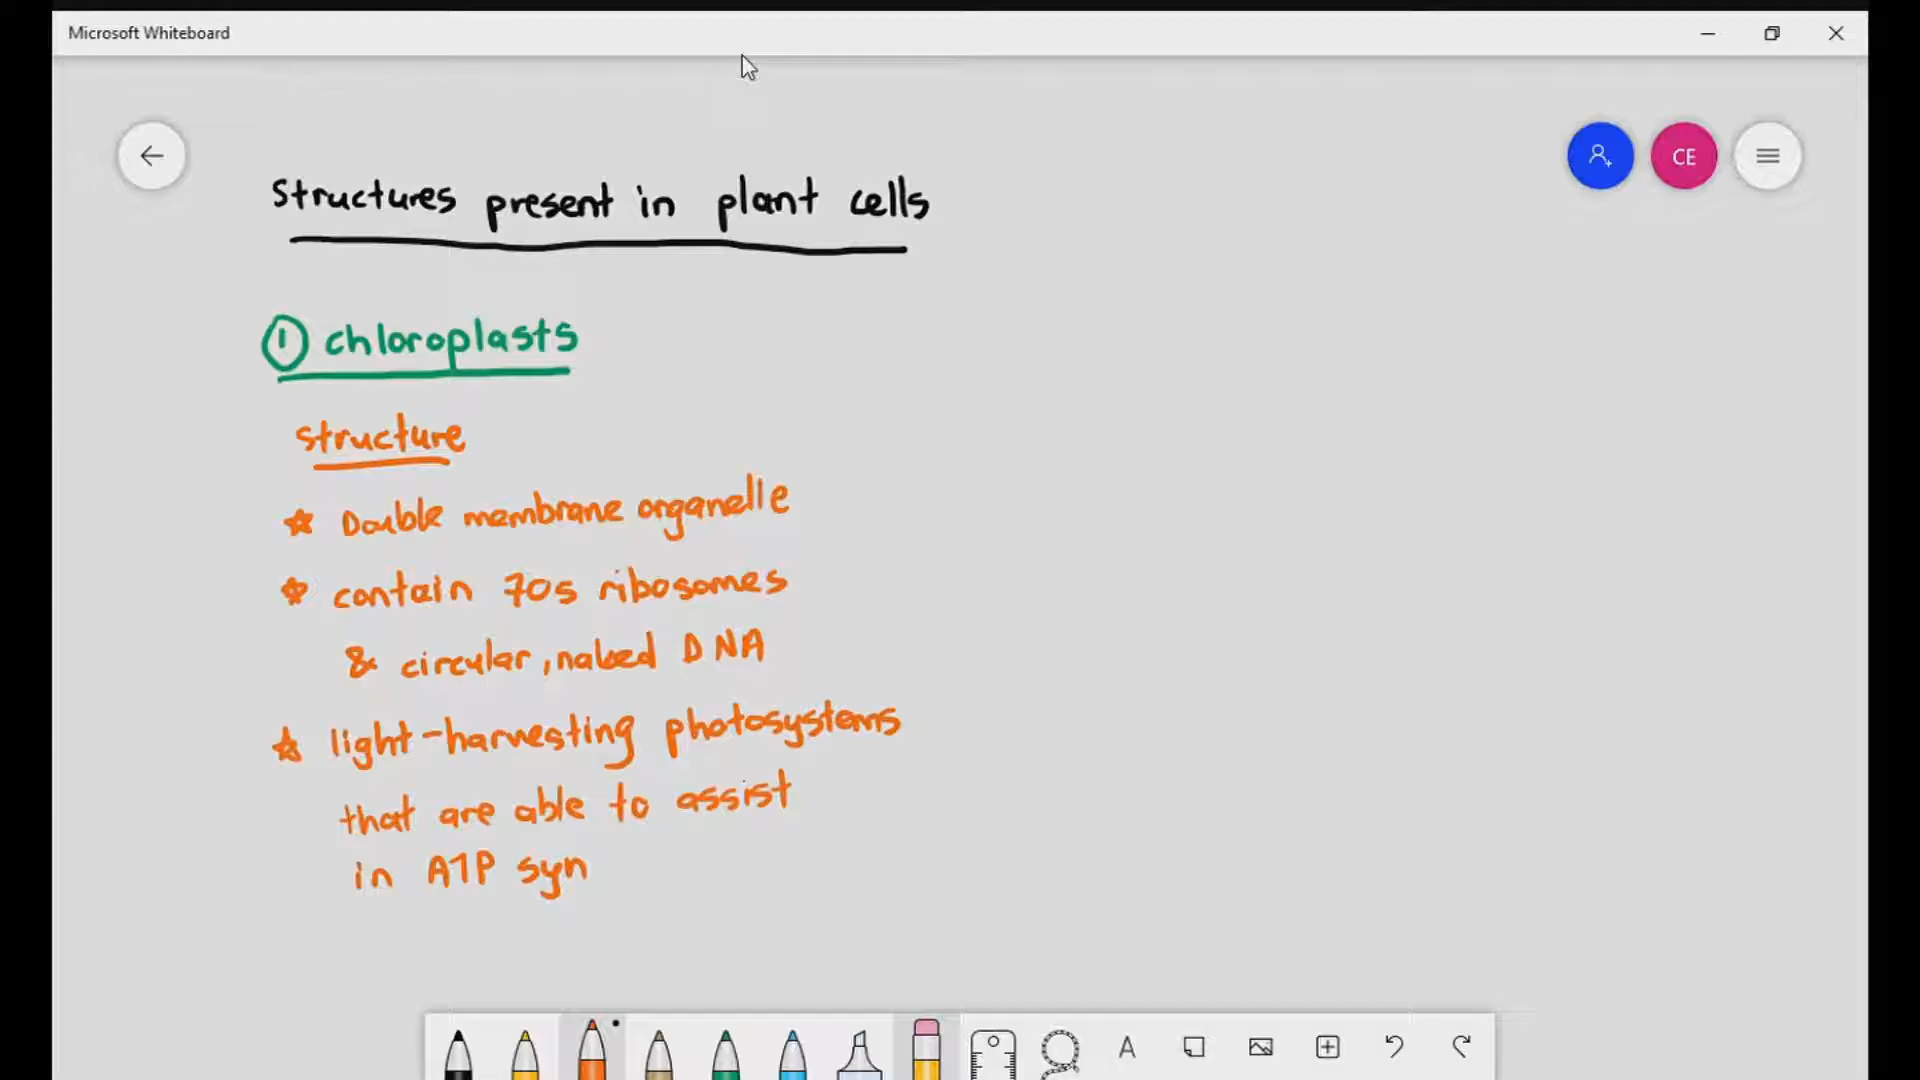 Microsoft Whiteboard
CE
Structures present in plant cells
1 chloroplasts
structure
☆ Double membrane organelle
☆ contain 70s ribosomes
& circular, naked DNA
☆ light-harvesting photosystems
that are able to assist
in ATP syn
A